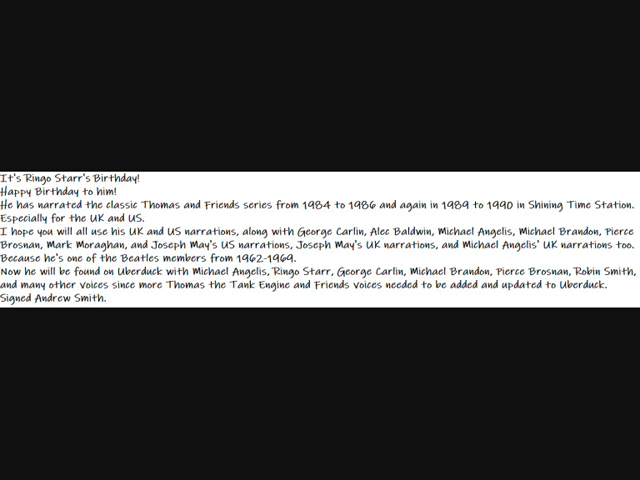 It's Ringo Starr's Birthday!
Happy Birthday to him!
He has narrated the classic Thomas and Friends series from 1984 to 1986 and again in 1989 to 1990 in Shining Time Station.
Especially for the UK and US.
I hope you will all use his UK and US narrations, along with George Carlin, Alec Baldwin, Michael Angelis, Michael Brandon, Pierce
Brosnan, Mark Moraghan, and Joseph May's US narrations, Joseph May's UK narrations, and Michael Angelis' UK narrations too.
Because he's one of the Beatles members from 1962-1969.
Now he will be found on Uberduck with Michael Angelis, Ringo Starr, George Carlin, Michael Brandon, Pierce Brosnan, Robin Smith,
and many other voices since more Thomas the Tank Engine and Friends voices needed to be added and updated to Uberduck.
Signed Andrew Smith.